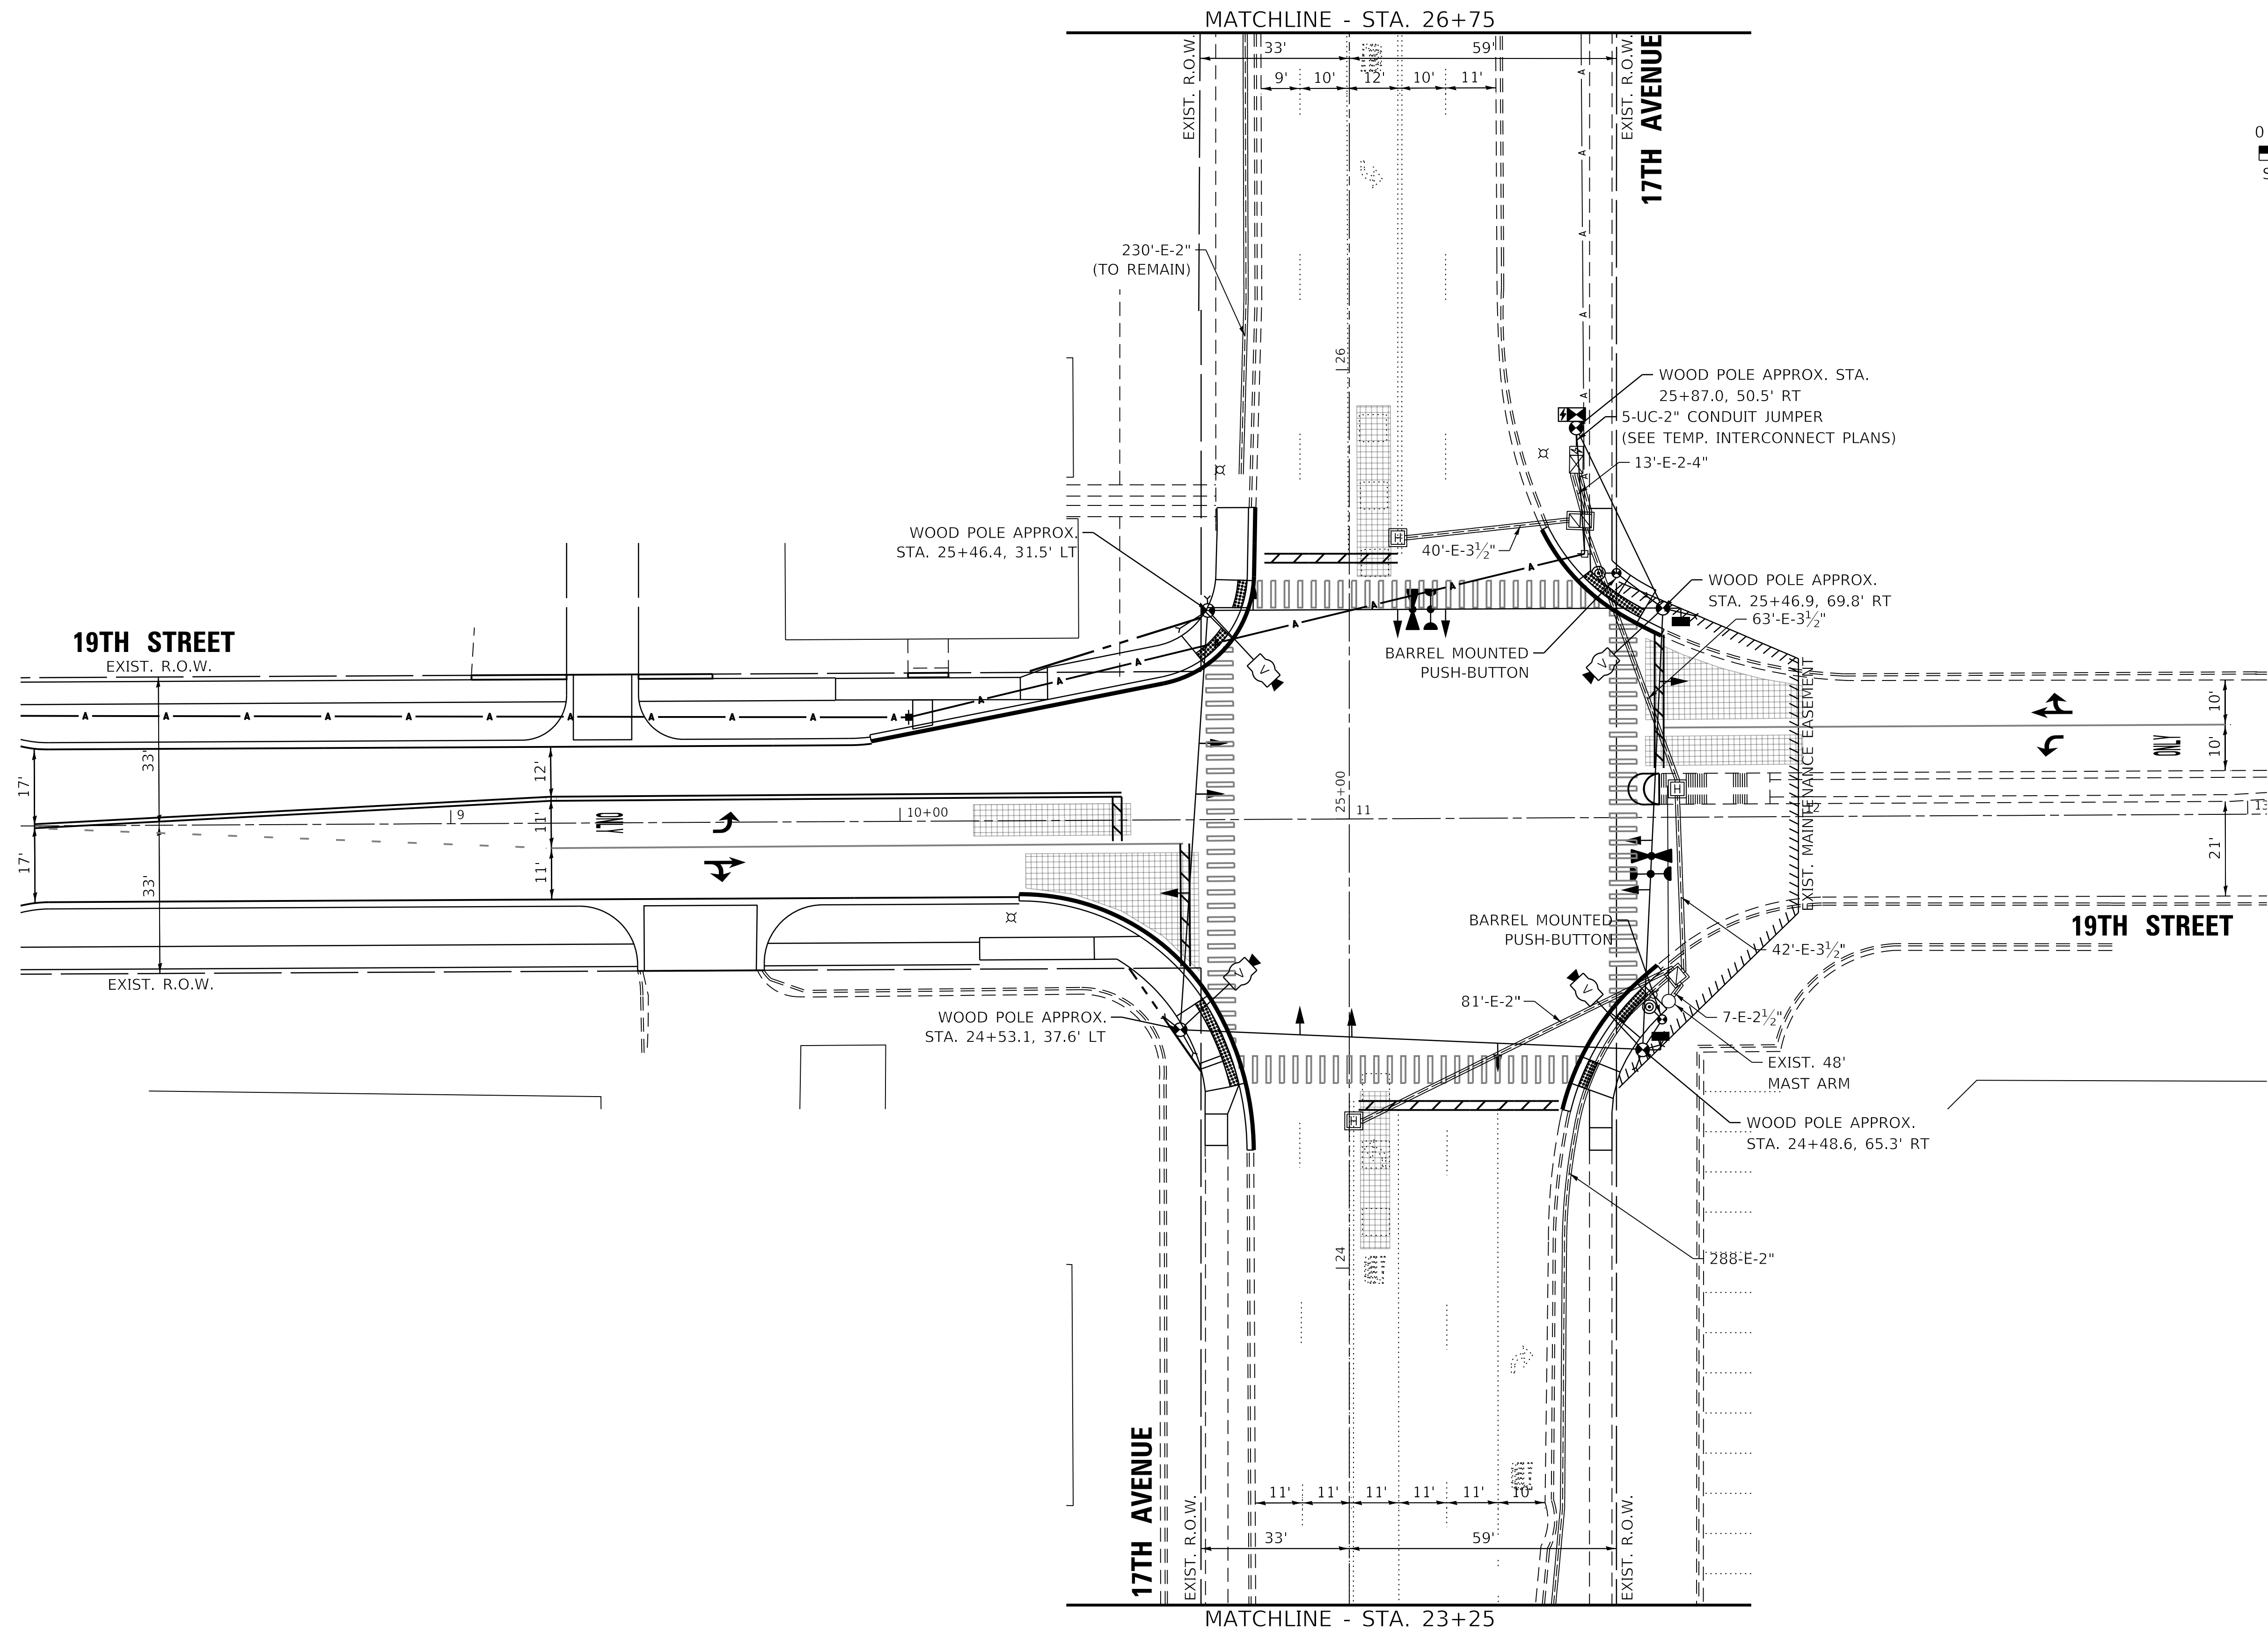 MATCHLINE - STA. 26+75
33'
59'
9'
10'
12'
10'
11'
EXIST. R.O.W.
EXIST. R.O.W.
17TH AVENUE
0
230'-E-2"
(TO REMAIN)
26
WOOD POLE APPROX. STA.
25+87.0, 50.5' RT
5-UC-2" CONDUIT JUMPER
(SEE TEMP. INTERCONNECT PLANS)
13'-E-2-4"
WOOD POLE APPROX.
STA. 25+46.4, 31.5' LT
H
40'-E-3½"
WOOD POLE APPROX.
STA. 25+46.9, 69.8' RT
63'-E-3½"
BARREL MOUNTED
PUSH-BUTTON
19TH STREET
EXIST. R.O.W.
A A A A A A A A A A A A A A A A A A A
A A A A A A
V
V
33'
17'
12'
11'
11'
17'
33'
ONLY
9
10+00
25+00
11
12
H
ONLY
10'
10'
21'
EXIST. MAINTENANCE EASEMENT
19TH STREET
BARREL MOUNTED
PUSH-BUTTON
42'-E-3½"
EXIST. R.O.W.
V
V
81'-E-2"
7-E-2½"
WOOD POLE APPROX.
STA. 24+53.1, 37.6' LT
EXIST. 48'
MAST ARM
H
WOOD POLE APPROX.
STA. 24+48.6, 65.3' RT
24
288-E-2"
17TH AVENUE
EXIST. R.O.W.
EXIST. R.O.W.
11'
11'
11'
11'
11'
10'
33'
59'
MATCHLINE - STA. 23+25